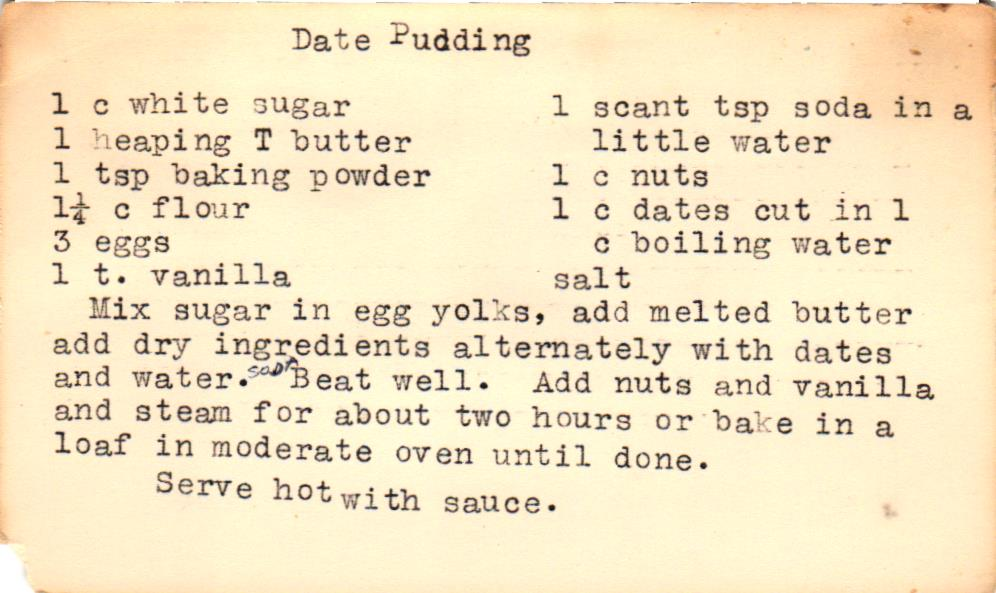 Date Pudding
1 c white sugar
1 heaping T butter
1 tsp baking powder
1¼ c flour
3 eggs
1 t. vanilla
1 scant tsp soda in a
little water
1 c nuts
1 c dates cut in 1
c boiling water
salt
Mix sugar in egg yolks, add melted butter
add dry ingredients alternately with dates
and water. soda Beat well. Add nuts and vanilla
and steam for about two hours or bake in a
loaf in moderate oven until done.
Serve hot with sauce.